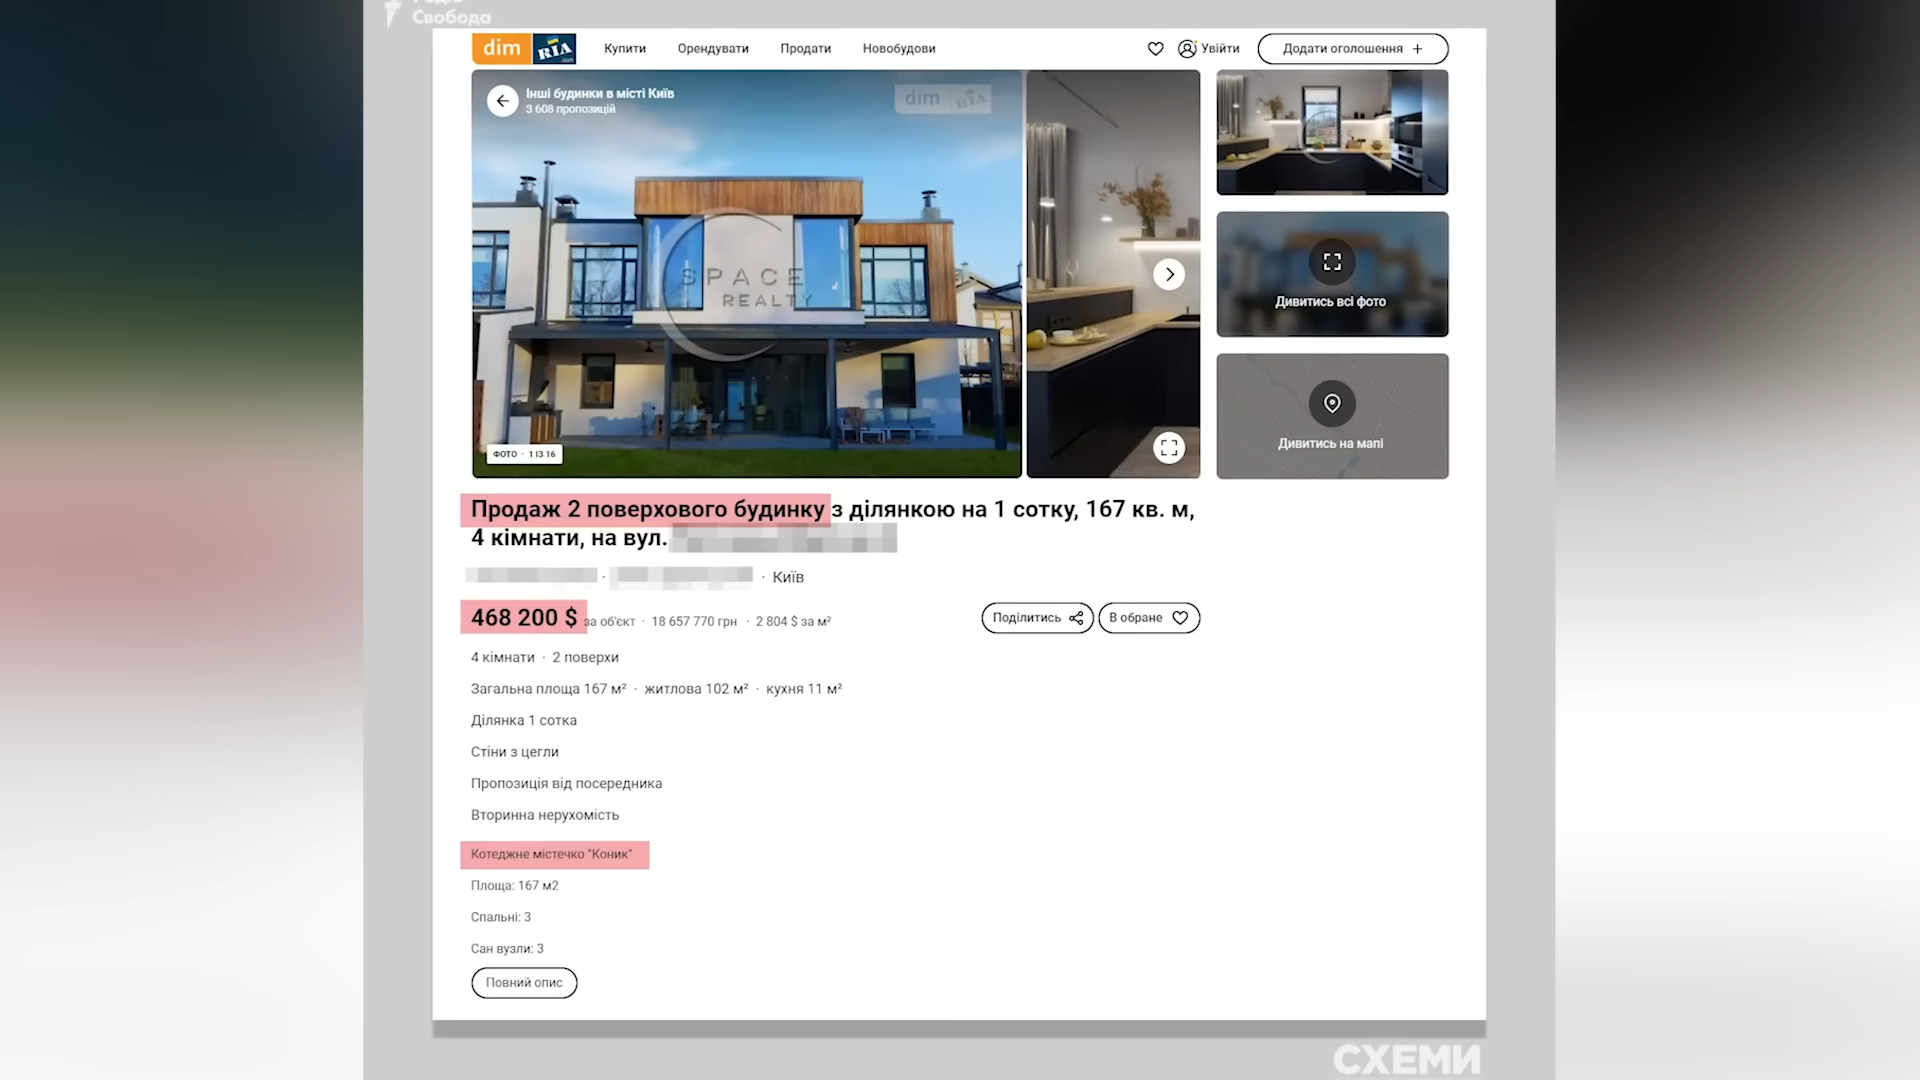 Радіо
Свобода
dim RIA .com
Купити Орендувати Продати Новобудови Увійти Додати оголошення +
Інші будинки в місті Київ
3 608 пропозицій
dim RIA
SPACE
REALTY
ФОТО · 1 ІЗ 16
Дивитись всі фото
Дивитись на мапі
Продаж 2 поверхового будинку з ділянкою на 1 сотку, 167 кв. м,
4 кімнати, на вул.
· · Київ
468 200 $ за об'єкт · 18 657 770 грн · 2 804 $ за м²
Поділитись В обране
4 кімнати · 2 поверхи
Загальна площа 167 м² · житлова 102 м² · кухня 11 м²
Ділянка 1 сотка
Стіни з цегли
Пропозиція від посередника
Вторинна нерухомість
Котеджне містечко "Коник"
Площа: 167 м2
Спальні: 3
Сан вузли: 3
Повний опис
СХЕМИ